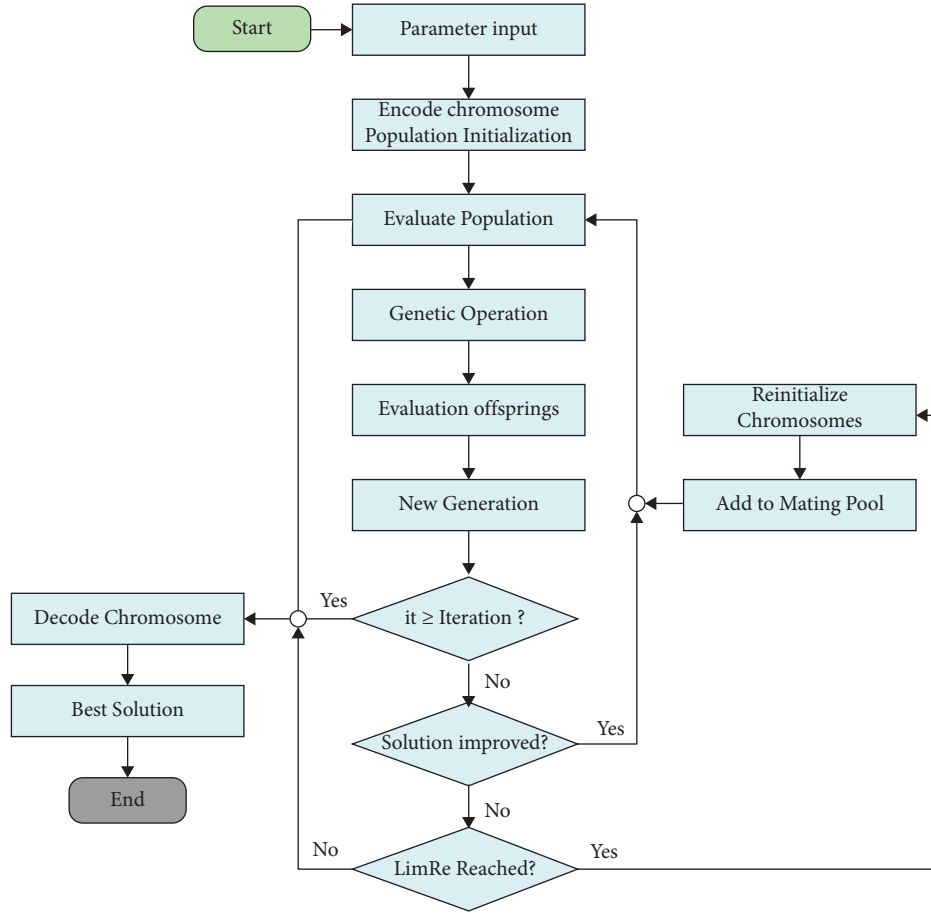 Start
Parameter input
Encode chromosome
Population Initialization
Evaluate Population
Genetic Operation
Evaluation offsprings
Reinitialize
Chromosomes
New Generation
Add to Mating Pool
Yes
it ≥ Iteration ?
Decode Chromosome
No
Best Solution
Solution improved?
Yes
End
No
No
LimRe Reached?
Yes